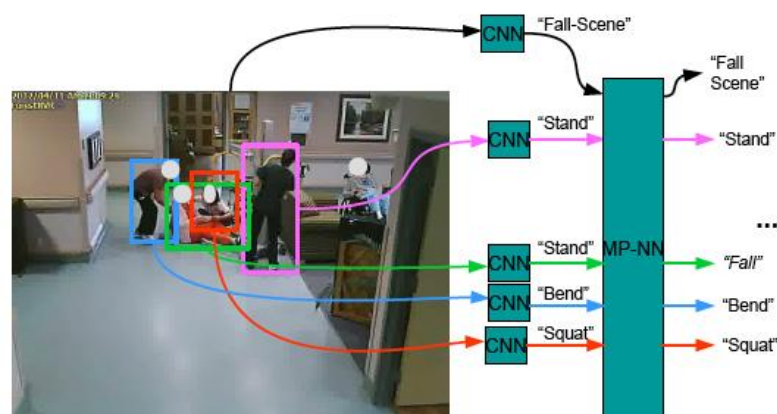 CNN
"Fall-Scene"
"Fall
Scene"
CNN
"Stand"
"Stand"
...
CNN
"Stand"
MP-NN
"Fall"
CNN
"Bend"
"Bend"
CNN
"Squat"
"Squat"